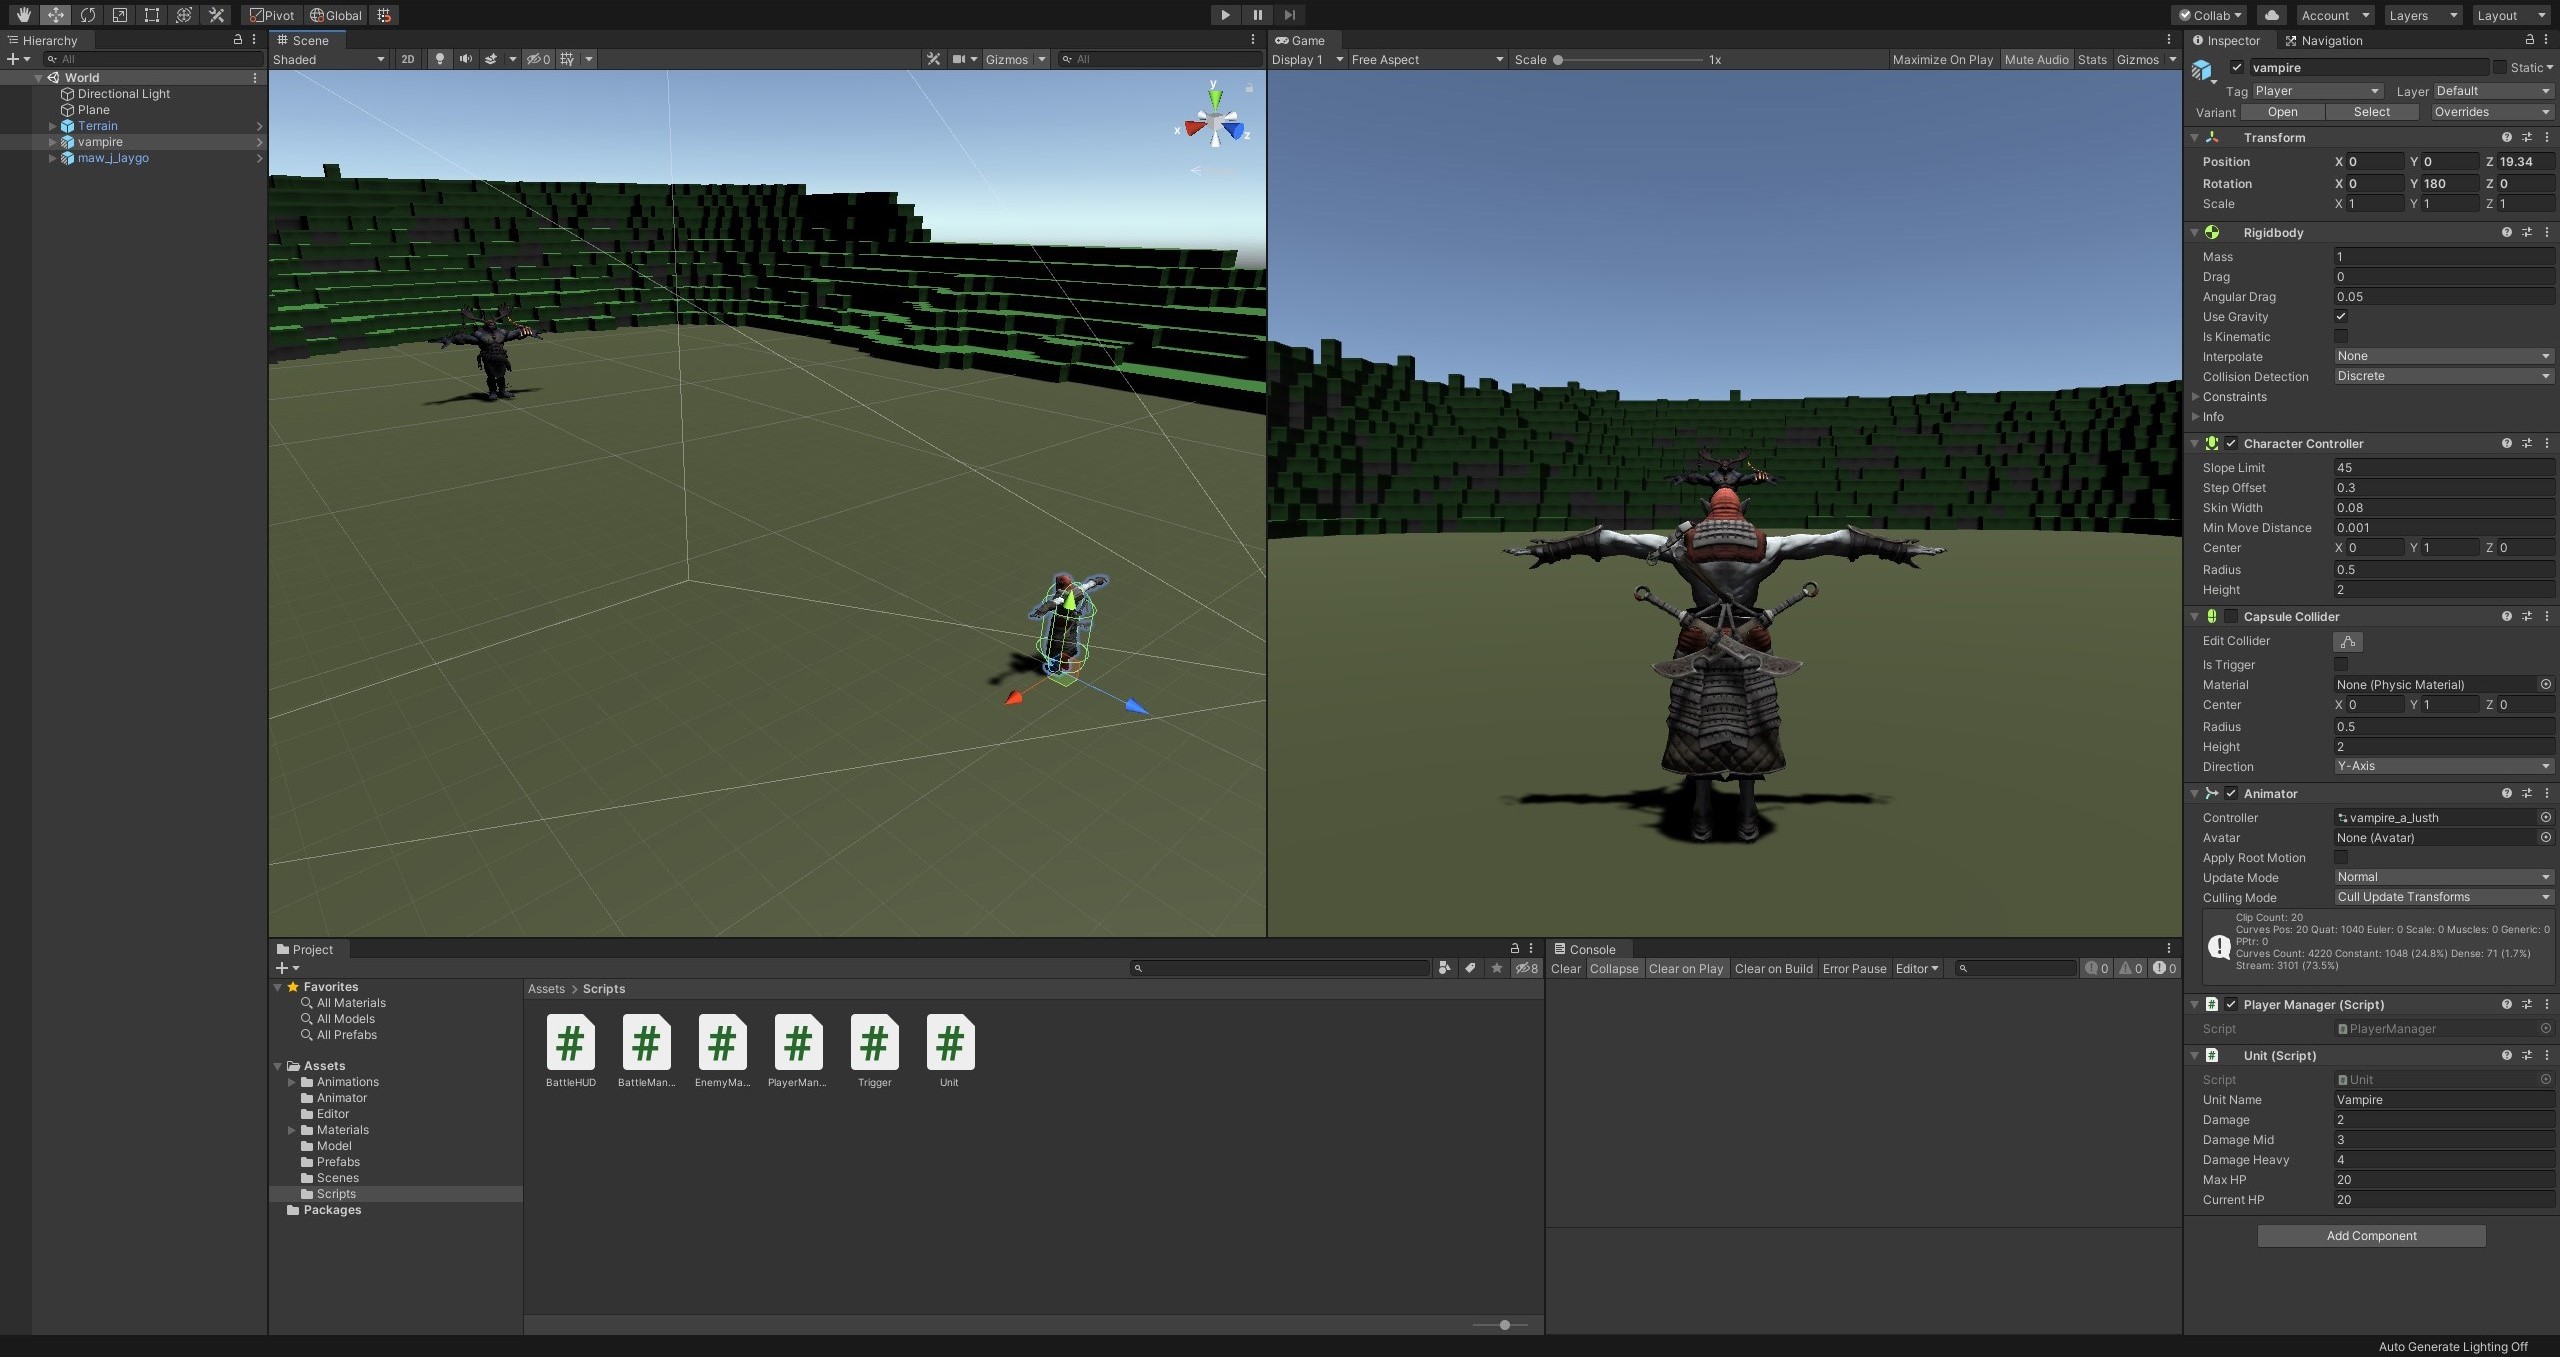 Pivot Global Collab Account Layers Layout
Hierarchy
All
World
Directional Light
Plane
Terrain
vampire
maw_j_laygo
Scene
Shaded 2D 0 Gizmos All
y
x
z
Game
Display 1 Free Aspect Scale 1x Maximize On Play Mute Audio Stats Gizmos
Project
8
Favorites
All Materials
All Models
All Prefabs
Assets
Animations
Animator
Editor
Materials
Model
Prefabs
Scenes
Scripts
Packages
Assets > Scripts
BattleHUD BattleMan... EnemyMa... PlayerMan... Trigger Unit
Console
Clear Collapse Clear on Play Clear on Build Error Pause Editor 0 0 0
Inspector Navigation
vampire Static
Tag Player Layer Default
Variant Open Select Overrides
Transform
Position X 0 Y 0 Z 19.34
Rotation X 0 Y 180 Z 0
Scale X 1 Y 1 Z 1
Rigidbody
Mass 1
Drag 0
Angular Drag 0.05
Use Gravity
Is Kinematic
Interpolate None
Collision Detection Discrete
Constraints
Info
Character Controller
Slope Limit 45
Step Offset 0.3
Skin Width 0.08
Min Move Distance 0.001
Center X 0 Y 1 Z 0
Radius 0.5
Height 2
Capsule Collider
Edit Collider
Is Trigger
Material None (Physic Material)
Center X 0 Y 1 Z 0
Radius 0.5
Height 2
Direction Y-Axis
Animator
Controller vampire_a_lusth
Avatar None (Avatar)
Apply Root Motion
Update Mode Normal
Culling Mode Cull Update Transforms
Clip Count: 20
Curves Pos: 20 Quat: 1040 Euler: 0 Scale: 0 Muscles: 0 Generic: 0
PPtr: 0
Curves Count: 4220 Constant: 1048 (24.8%) Dense: 71 (1.7%)
Stream: 3101 (73.5%)
Player Manager (Script)
Script PlayerManager
Unit (Script)
Script Unit
Unit Name Vampire
Damage 2
Damage Mid 3
Damage Heavy 4
Max HP 20
Current HP 20
Add Component
Auto Generate Lighting Off